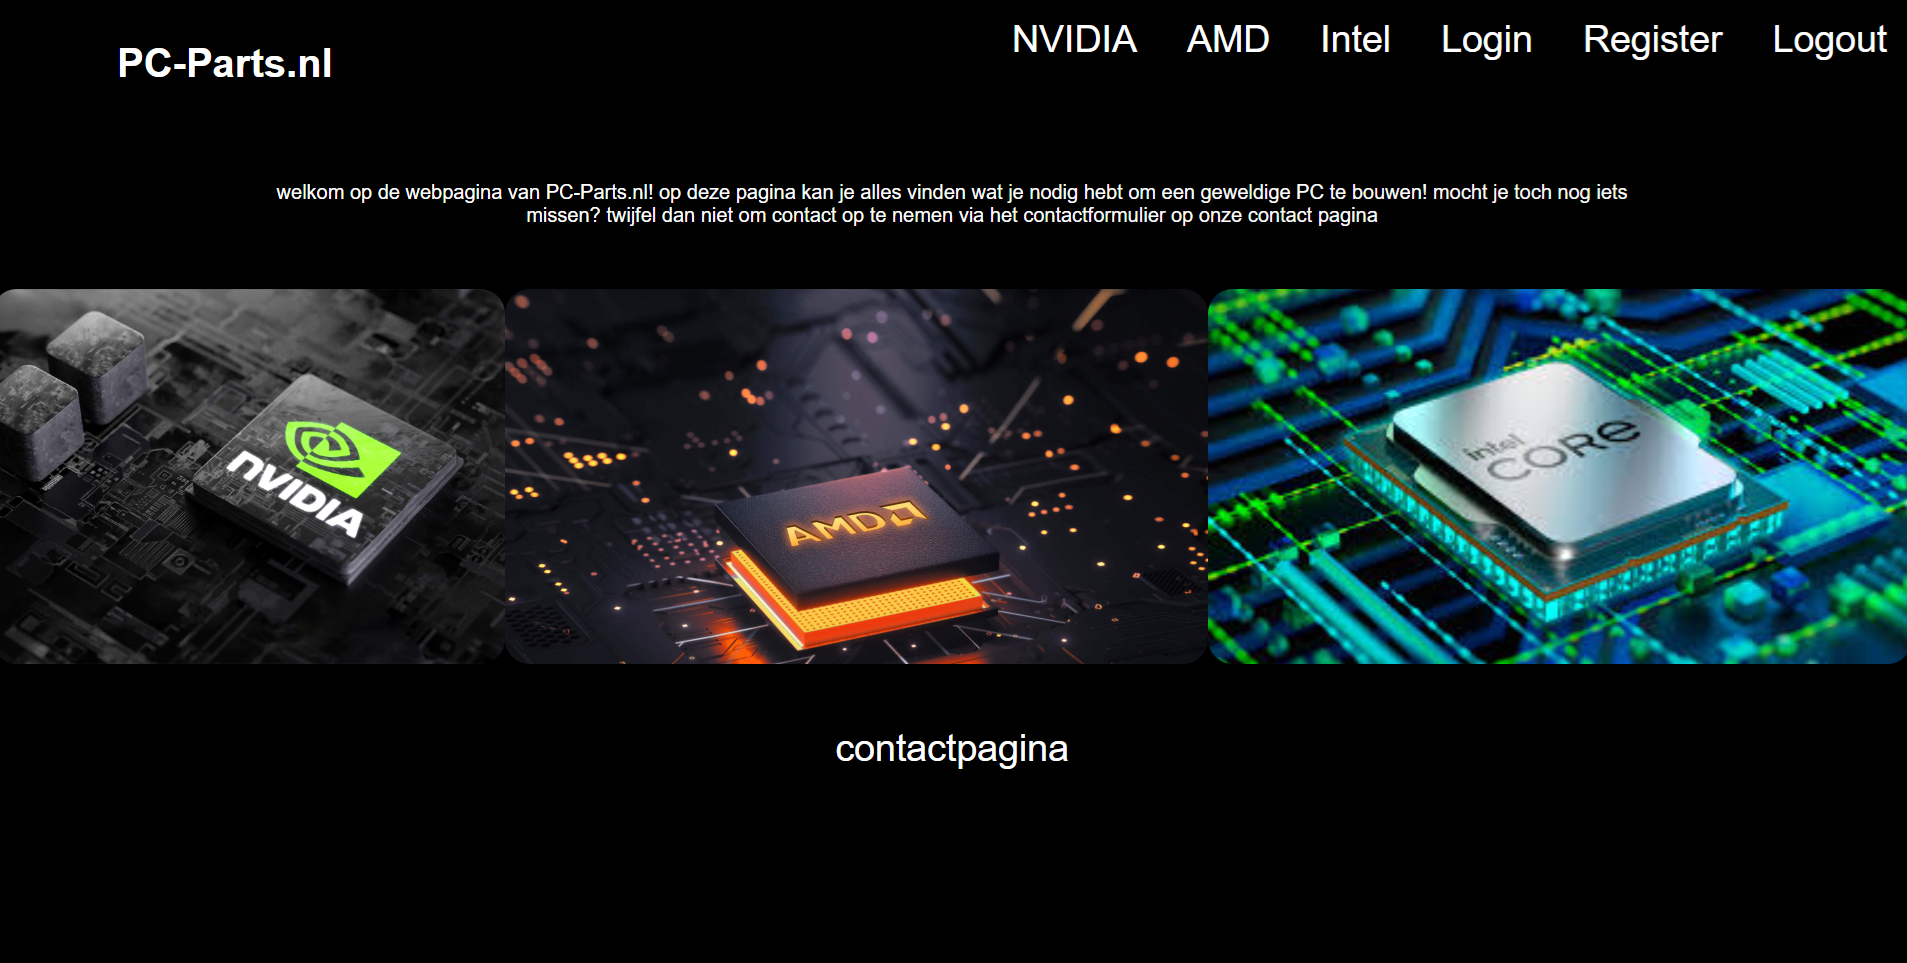 PC-Parts.nl
NVIDIA AMD Intel Login Register Logout
welkom op de webpagina van PC-Parts.nl! op deze pagina kan je alles vinden wat je nodig hebt om een geweldige PC te bouwen! mocht je toch nog iets
missen? twijfel dan niet om contact op te nemen via het contactformulier op onze contact pagina
nVIDIA
AMD
intel
CORE
contactpagina